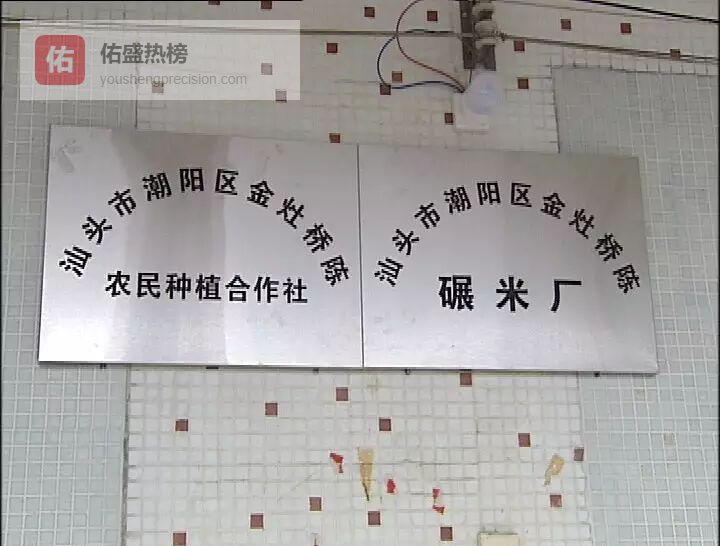 佑
佑盛热榜
youshengprecision.com
汕头市潮阳区金灶桥陈
农民种植合作社
汕头市潮阳区金灶桥陈
碾米厂